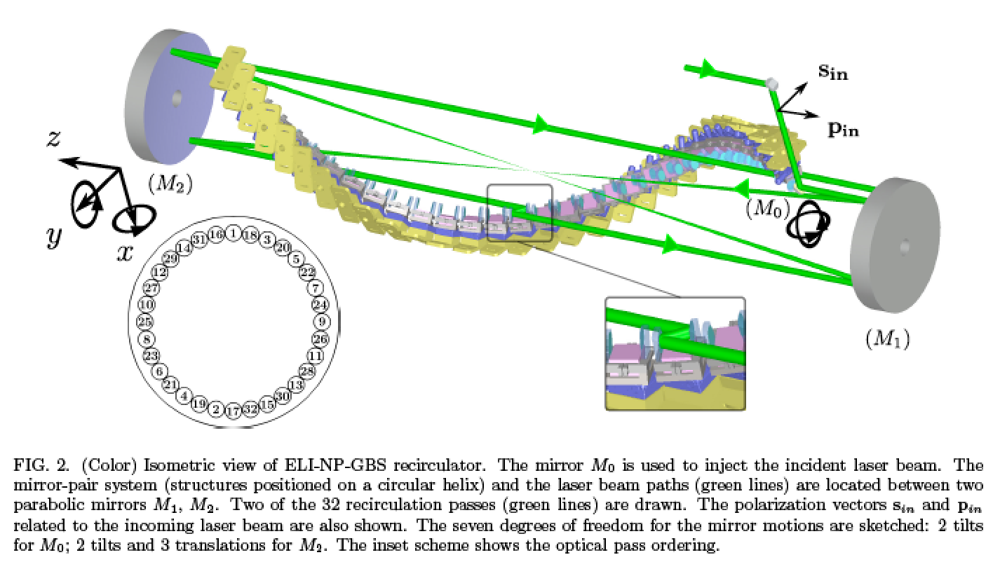 s_in
p_in
z
(M_2)
y
x
(M_0)
(M_1)
1
18
3
20
5
22
7
24
9
26
11
28
13
30
15
32
17
2
19
4
21
6
23
8
25
10
27
12
29
14
31
16
FIG. 2. (Color) Isometric view of ELI-NP-GBS recirculator. The mirror M_0 is used to inject the incident laser beam. The
mirror-pair system (structures positioned on a circular helix) and the laser beam paths (green lines) are located between two
parabolic mirrors M_1, M_2. Two of the 32 recirculation passes (green lines) are drawn. The polarization vectors s_in and p_in
related to the incoming laser beam are also shown. The seven degrees of freedom for the mirror motions are sketched: 2 tilts
for M_0; 2 tilts and 3 translations for M_2. The inset scheme shows the optical pass ordering.